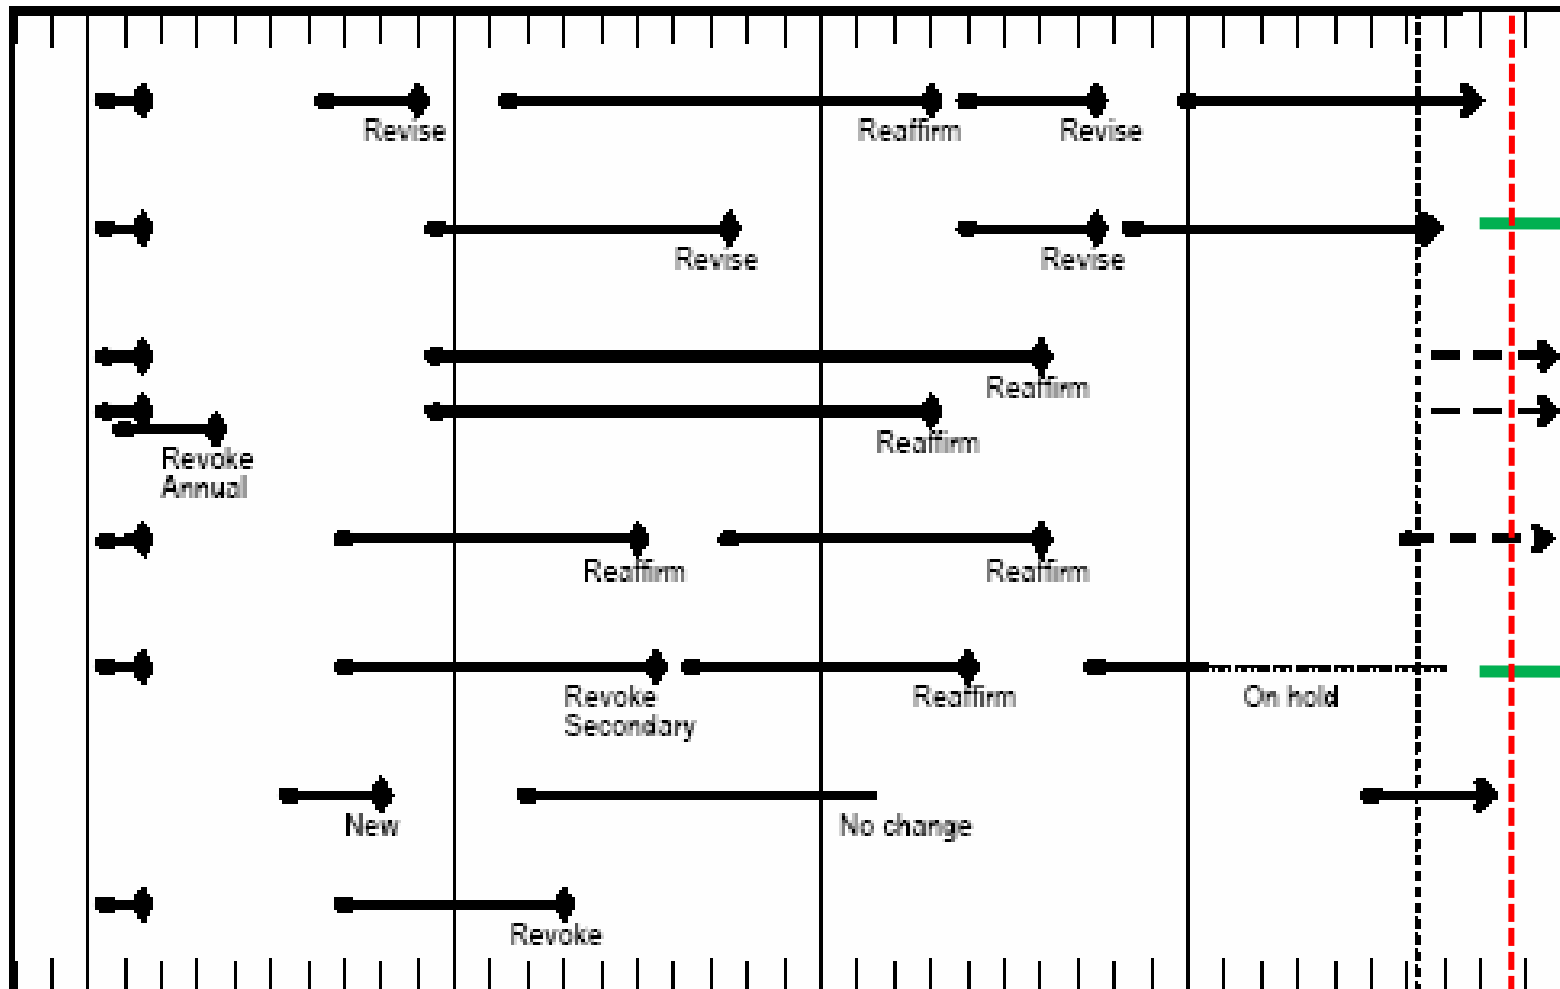 Revise
Reaffirm
Revise
Revise
Revise
Reaffirm
Reaffirm
Revoke
Annual
Reaffirm
Reaffirm
Revoke
Secondary
Reaffirm
On hold
New
No change
Revoke